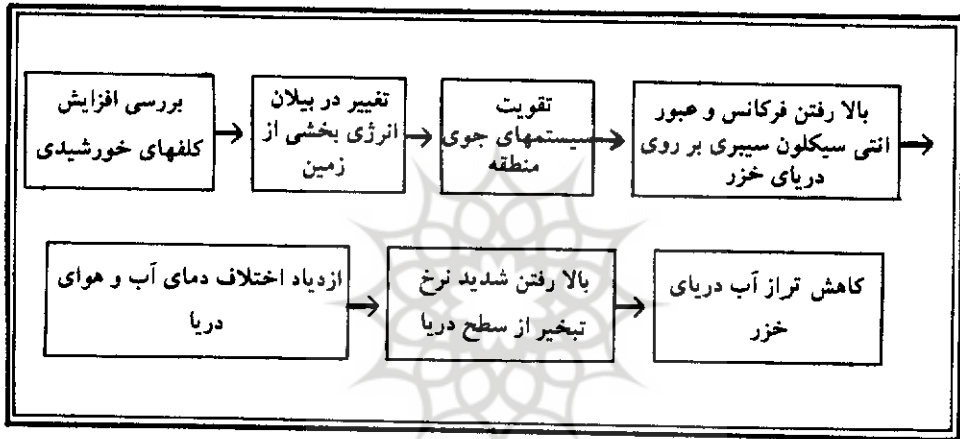 بررسی افزایش
کلفهای خورشیدی
تغییر در بیلان
انرژی بخشی از
زمین
تقویت
سیستمهای جوی
منطقه
بالا رفتن فرکانس و عبور
انتی سیکلون سیبری بر روی
دریای خزر
ازدیاد اختلاف دمای آب و هوای
دریا
بالا رفتن شدید نرخ
تبخیر از سطح دریا
کاهش تراز آب دریای
خزر